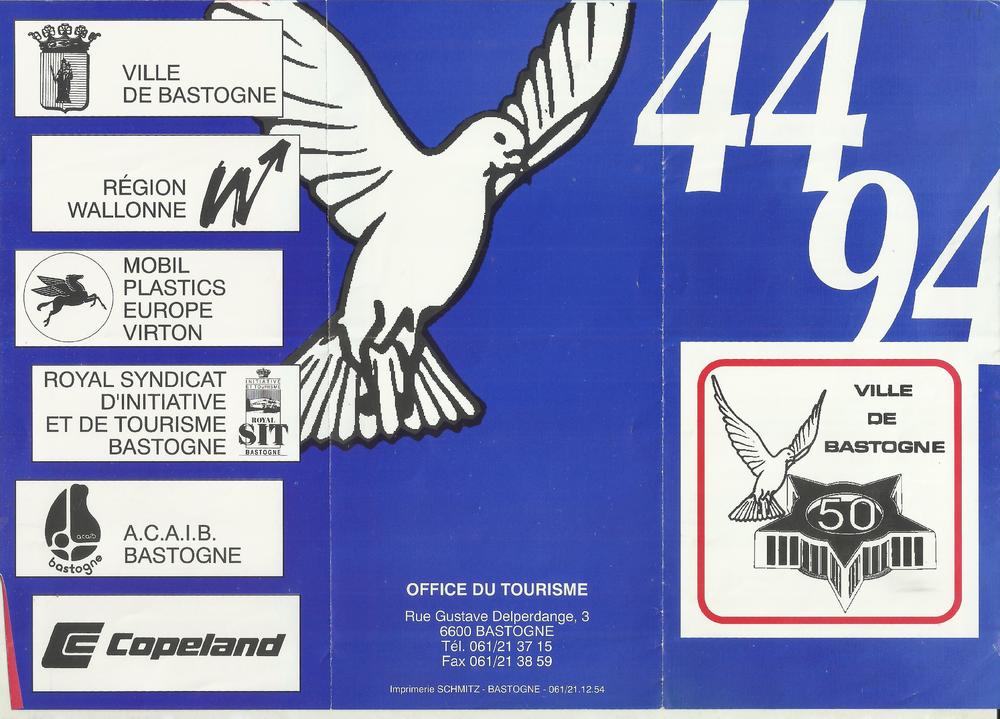 VILLE
DE BASTOGNE
RÉGION
WALLONNE
MOBIL
PLASTICS
EUROPE
VIRTON
ROYAL SYNDICAT
D'INITIATIVE
ET DE TOURISME
BASTOGNE
INITIATIVE
ET TOURISME
ROYAL
SIT
BASTOGNE
acaib
bastogne
A.C.A.I.B.
BASTOGNE
Copeland
OFFICE DU TOURISME
Rue Gustave Delperdange, 3
6600 BASTOGNE
Tél. 061/21 37 15
Fax 061/21 38 59
Imprimerie SCHMITZ - BASTOGNE - 061/21.12.54
44
94
VILLE
DE
BASTOGNE
50